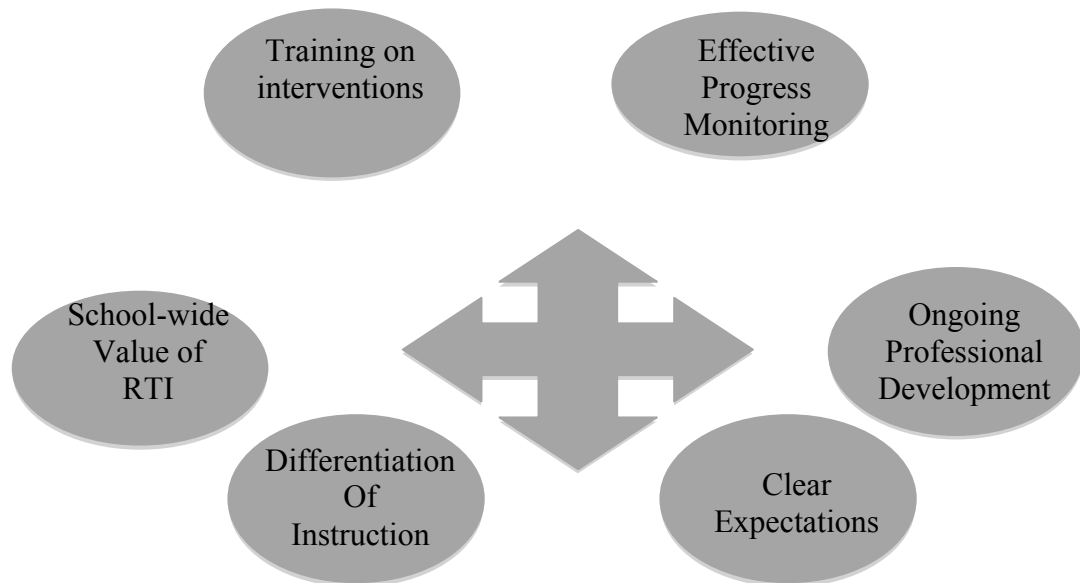 Training on
interventions
Effective
Progress
Monitoring
School-wide
Value of
RTI
Ongoing
Professional
Development
Differentiation
Of
Instruction
Clear
Expectations